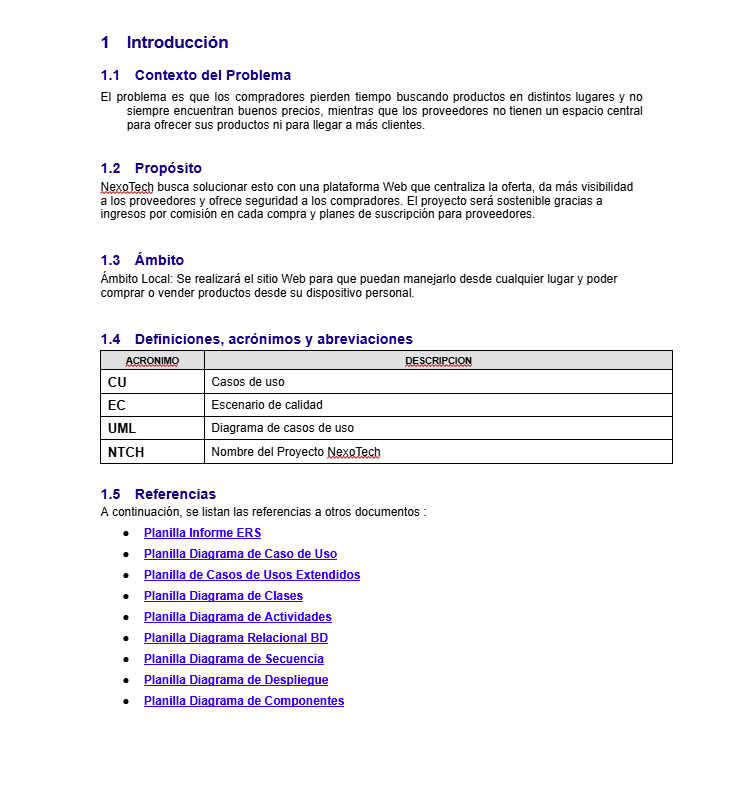 1 Introducción
1.1 Contexto del Problema
El problema es que los compradores pierden tiempo buscando productos en distintos lugares y no
siempre encuentran buenos precios, mientras que los proveedores no tienen un espacio central
para ofrecer sus productos ni para llegar a más clientes.
1.2 Propósito
NexoTech busca solucionar esto con una plataforma Web que centraliza la oferta, da más visibilidad
a los proveedores y ofrece seguridad a los compradores. El proyecto será sostenible gracias a
ingresos por comisión en cada compra y planes de suscripción para proveedores.
1.3 Ámbito
Ámbito Local: Se realizará el sitio Web para que puedan manejarlo desde cualquier lugar y poder
comprar o vender productos desde su dispositivo personal.
1.4 Definiciones, acrónimos y abreviaciones
ACRONIMO DESCRIPCION
CU Casos de uso
EC Escenario de calidad
UML Diagrama de casos de uso
NTCH Nombre del Proyecto NexoTech
1.5 Referencias
A continuación, se listan las referencias a otros documentos :
● Planilla Informe ERS
● Planilla Diagrama de Caso de Uso
● Planilla de Casos de Usos Extendidos
● Planilla Diagrama de Clases
● Planilla Diagrama de Actividades
● Planilla Diagrama Relacional BD
● Planilla Diagrama de Secuencia
● Planilla Diagrama de Despliegue
● Planilla Diagrama de Componentes